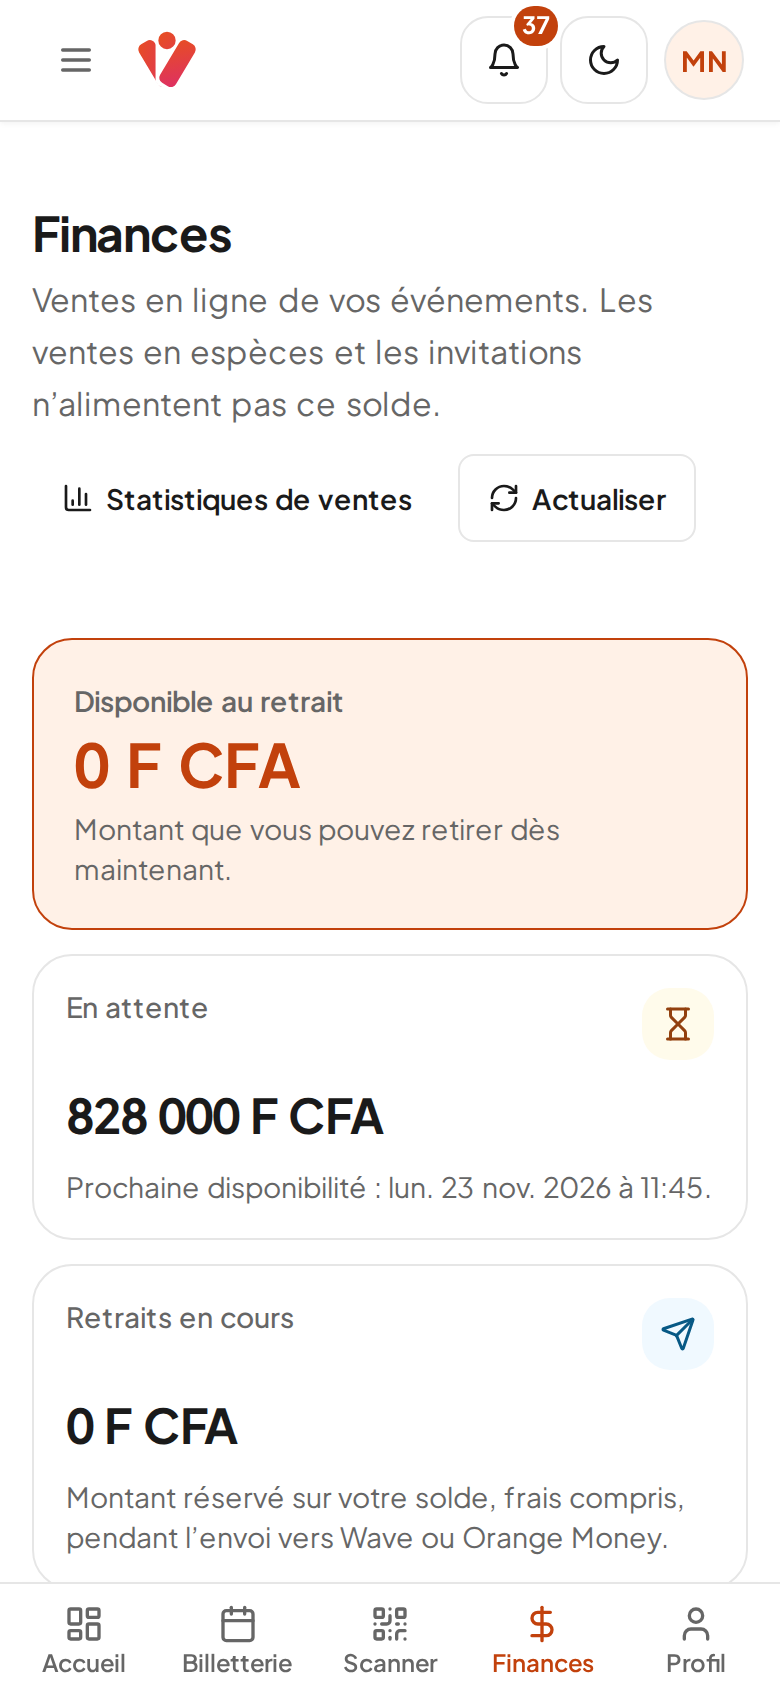 37
MN
Finances
Ventes en ligne de vos événements. Les
ventes en espèces et les invitations
n’alimentent pas ce solde.
Statistiques de ventes
Actualiser
Disponible au retrait
0 F CFA
Montant que vous pouvez retirer dès
maintenant.
En attente
828 000 F CFA
Prochaine disponibilité : lun. 23 nov. 2026 à 11:45.
Retraits en cours
0 F CFA
Montant réservé sur votre solde, frais compris,
pendant l’envoi vers Wave ou Orange Money.
Accueil
Billetterie
Scanner
Finances
Profil